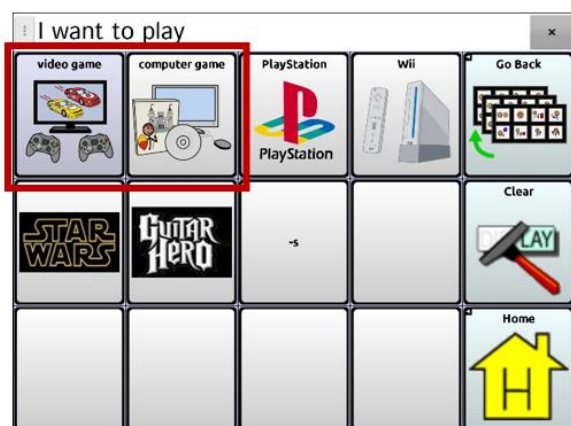 I want to play
×
video game
computer game
PlayStation
Wii
Go Back
PlayStation
STAR
WARS
GUITAR
HERO
-s
Clear
DISPLAY
Home
H